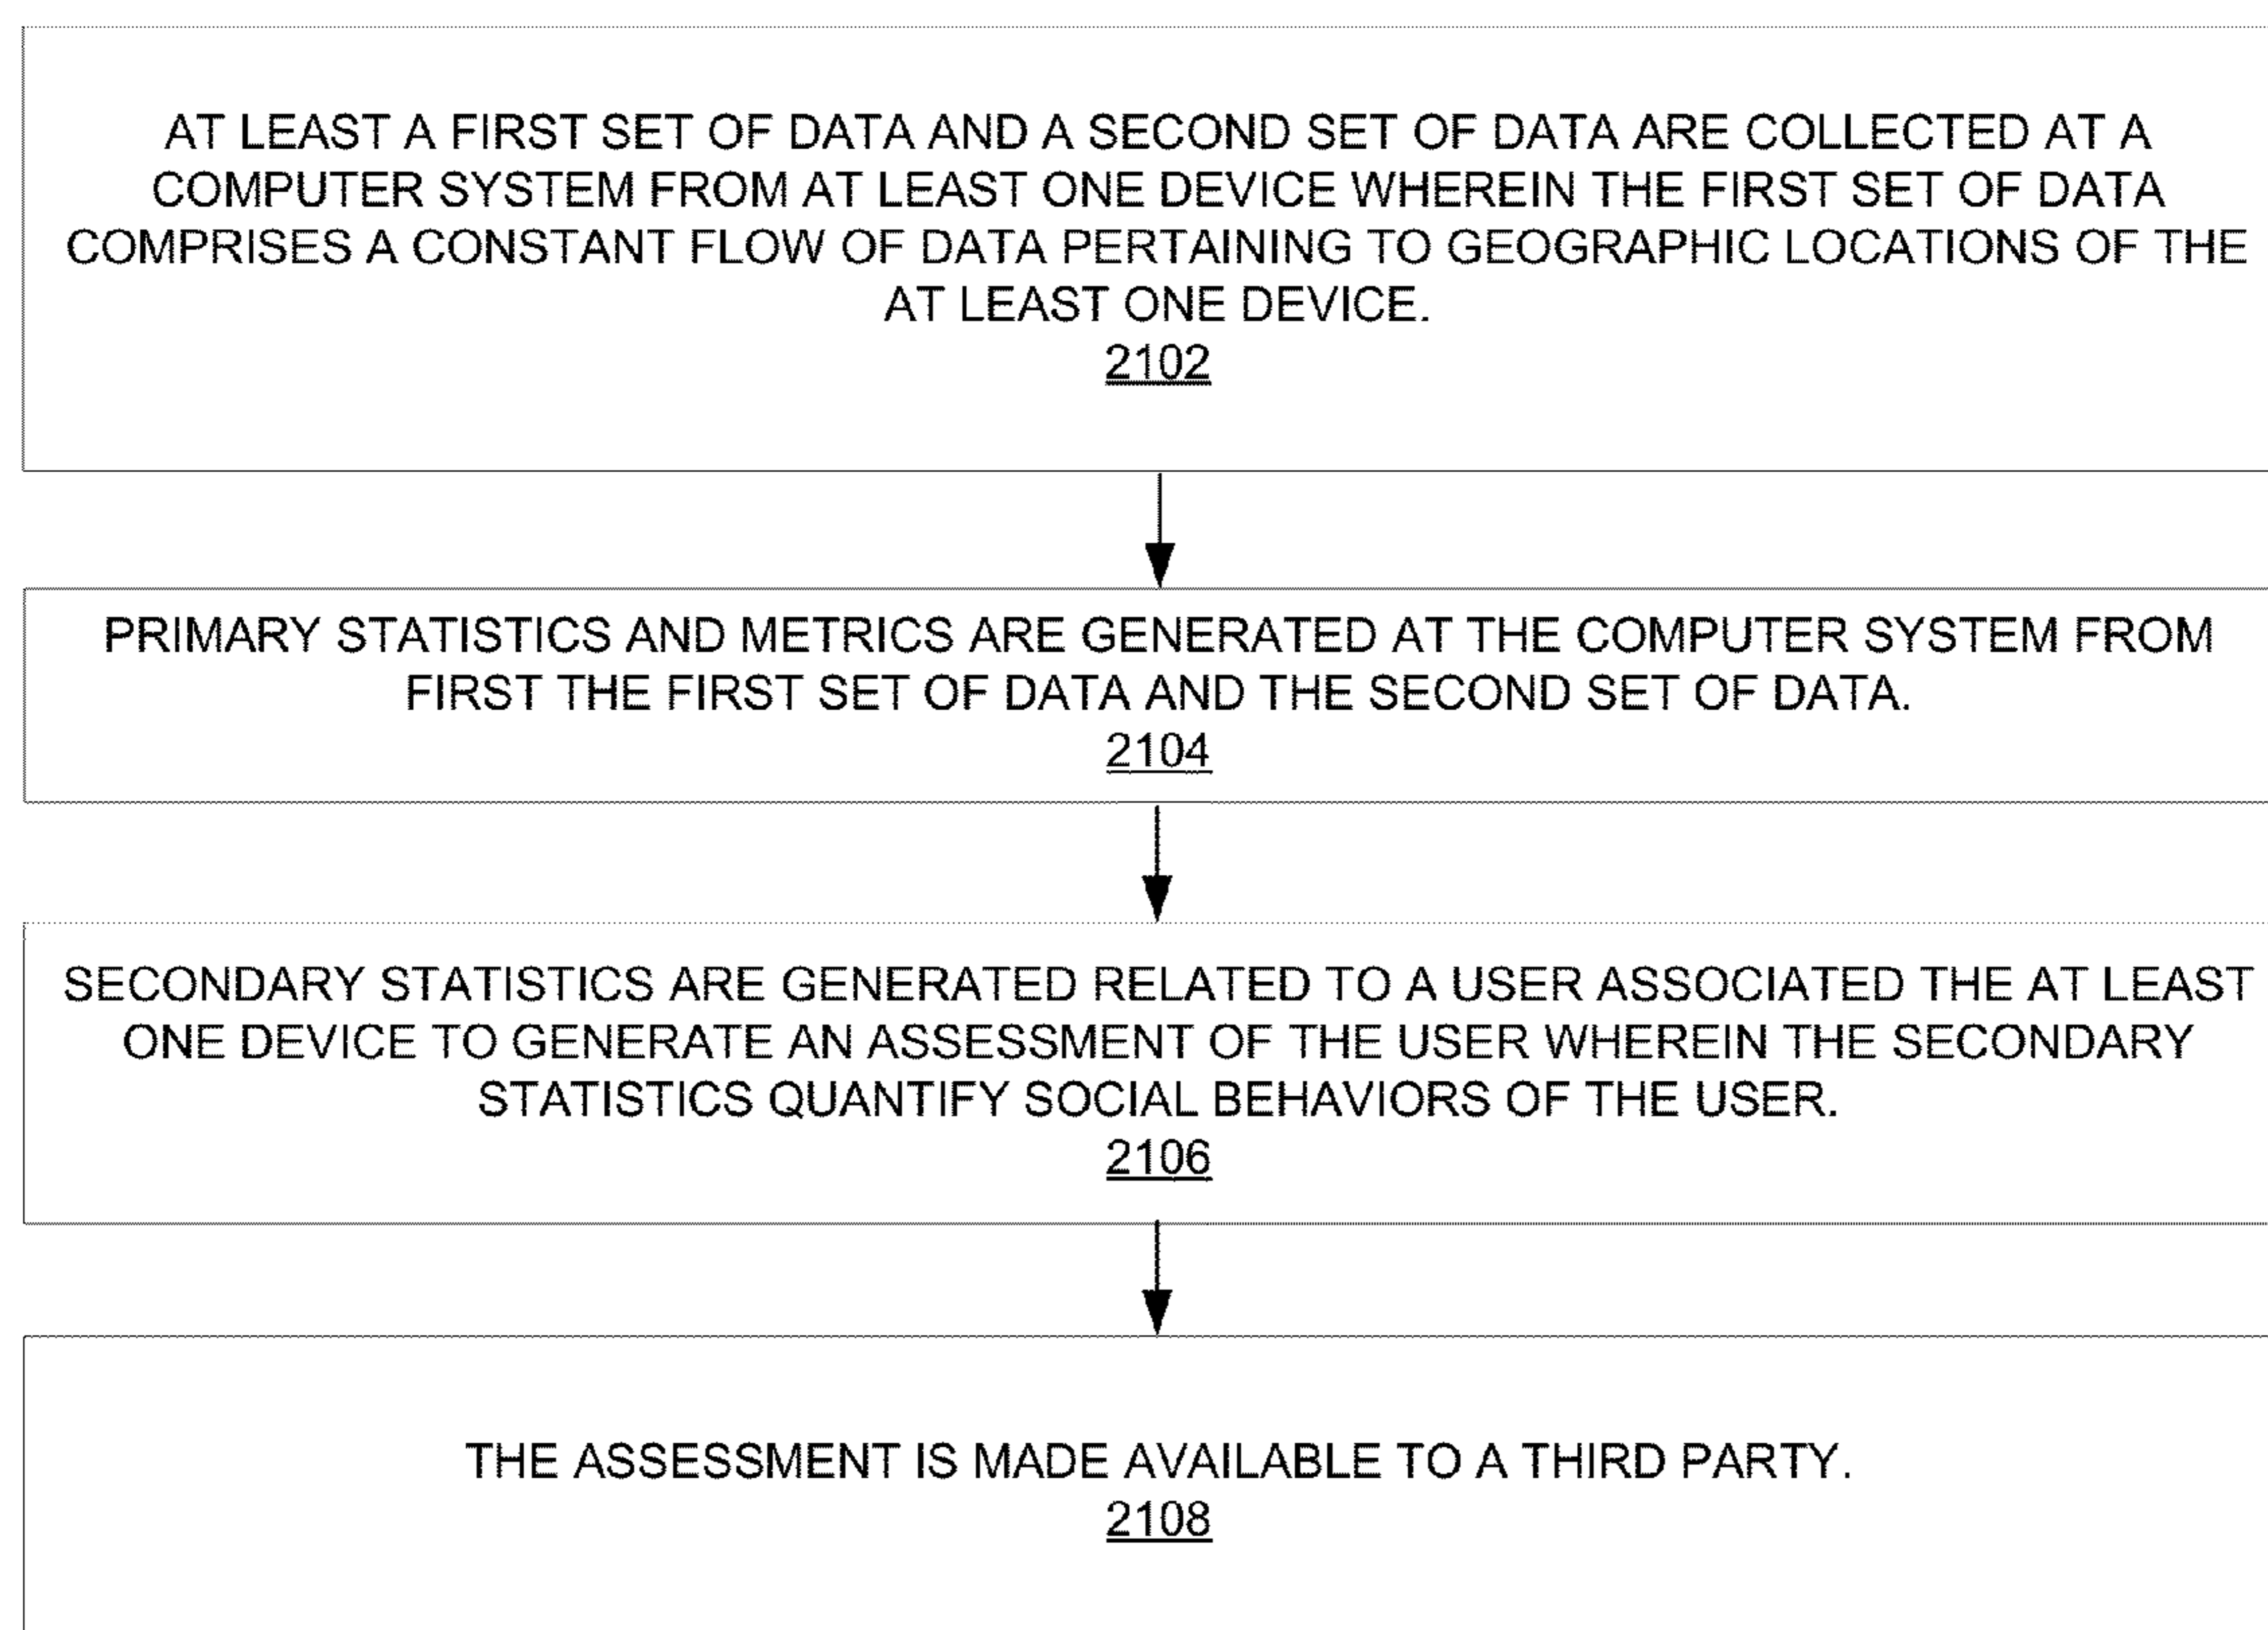 AT LEAST A FIRST SET OF DATA AND A SECOND SET OF DATA ARE COLLECTED AT A
COMPUTER SYSTEM FROM AT LEAST ONE DEVICE WHEREIN THE FIRST SET OF DATA
COMPRISES A CONSTANT FLOW OF DATA PERTAINING TO GEOGRAPHIC LOCATIONS OF THE
AT LEAST ONE DEVICE.
2102
PRIMARY STATISTICS AND METRICS ARE GENERATED AT THE COMPUTER SYSTEM FROM
FIRST THE FIRST SET OF DATA AND THE SECOND SET OF DATA.
2104
SECONDARY STATISTICS ARE GENERATED RELATED TO A USER ASSOCIATED THE AT LEAST
ONE DEVICE TO GENERATE AN ASSESSMENT OF THE USER WHEREIN THE SECONDARY
STATISTICS QUANTIFY SOCIAL BEHAVIORS OF THE USER.
2106
THE ASSESSMENT IS MADE AVAILABLE TO A THIRD PARTY.
2108